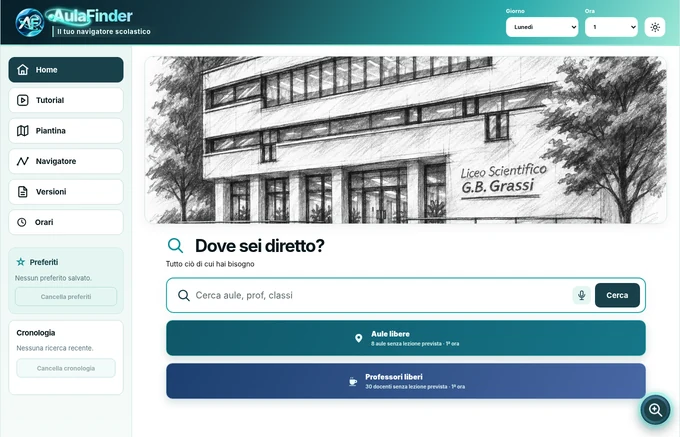 AulaFinder
Il tuo navigatore scolastico
Giorno
Lunedì
Ora
1
Home
Tutorial
Piantina
Navigatore
Versioni
Orari
Preferiti
Nessun preferito salvato.
Cancella preferiti
Cronologia
Nessuna ricerca recente.
Cancella cronologia
Liceo Scientifico
G.B. Grassi
Dove sei diretto?
Tutto ciò di cui hai bisogno
Cerca aule, prof, classi
Cerca
Aule libere
8 aule senza lezione prevista · 1ª ora
Professori liberi
30 docenti senza lezione prevista · 1ª ora